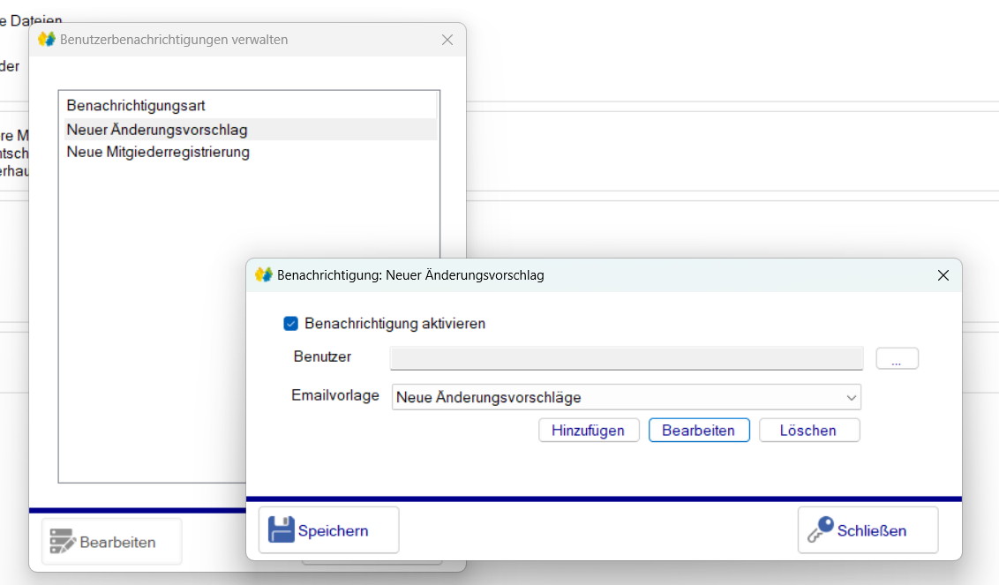 e Dateien
der
Benutzerbenachrichtigungen verwalten
Benachrichtigungsart
Neuer Änderungsvorschlag
Neue Mitgiederregistrierung
re M
ntsch
erhau
Benachrichtigung: Neuer Änderungsvorschlag
Benachrichtigung aktivieren
Benutzer
...
Emailvorlage
Neue Änderungsvorschläge
Hinzufügen
Bearbeiten
Löschen
Speichern
Schließen
Bearbeiten